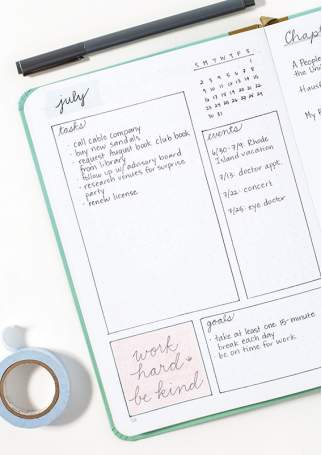 july
S M T W T F S
1
2 3 4 5 6 7 8
9 10 11 12 13 14 15
16 17 18 19 20 21 22
23 24 25 26 27 28 29
30 31
tasks
· call cable company
· buy new sandals
· request August book club book
from library
· follow up w/advisory board
· research venues for surprise
party
· renew license
events
6/30-7/9: Rhode
Island vacation
7/13: doctor appt.
7/22: concert
7/25: eye doctor
work
hard +
be kind
goals
· take at least one 15-minute
break each day
· be on time for work
Chapt
A People
the Uni
My F